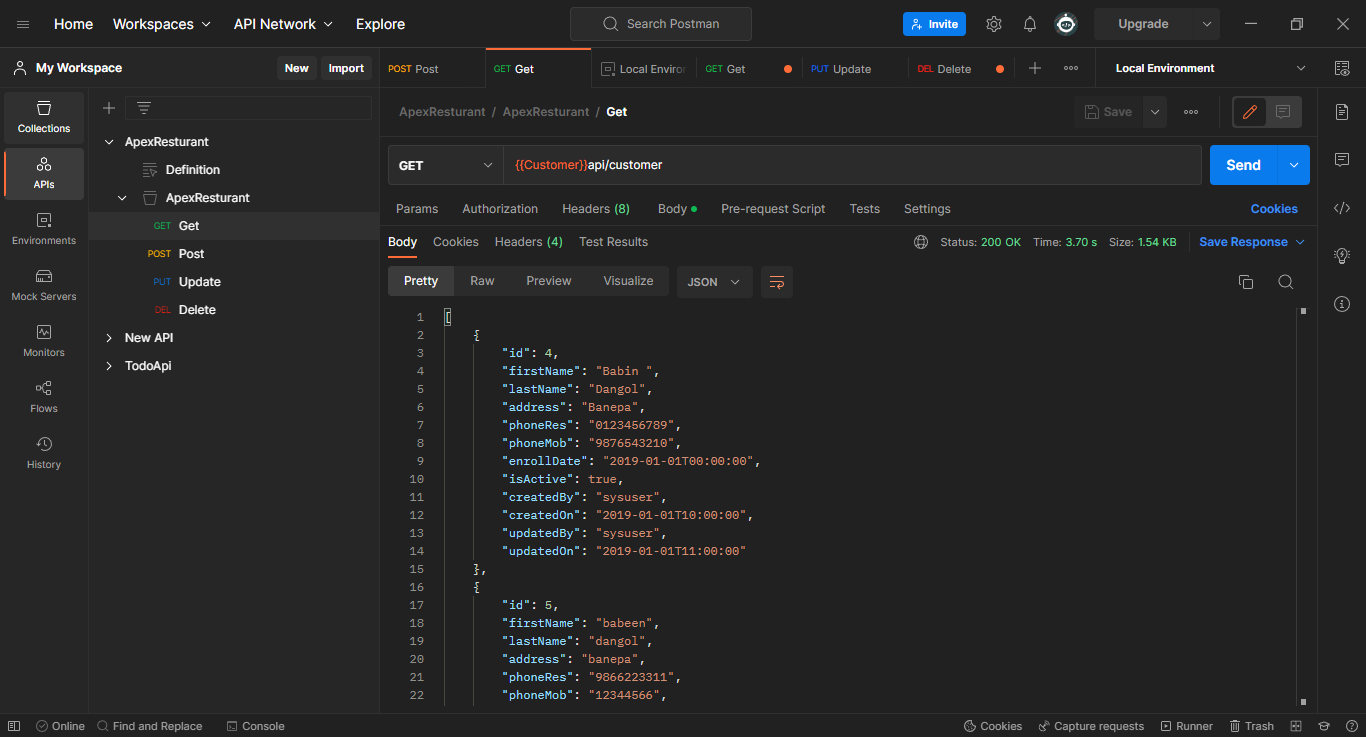 Home Workspaces API Network Explore Search Postman Invite Upgrade
My Workspace New Import POST Post GET Get Local Enviror GET Get PUT Update DEL Delete Local Environment
Collections
APIs
Environments
Mock Servers
Monitors
Flows
History
ApexResturant
Definition
ApexResturant
GET Get
POST Post
PUT Update
DEL Delete
New API
TodoApi
ApexResturant / ApexResturant / Get Save
GET {{Customer}}api/customer Send
Params Authorization Headers (8) Body Pre-request Script Tests Settings Cookies
Body Cookies Headers (4) Test Results Status: 200 OK Time: 3.70 s Size: 1.54 KB Save Response
Pretty Raw Preview Visualize JSON
1 [
2 {
3 "id": 4,
4 "firstName": "Babin ",
5 "lastName": "Dangol",
6 "address": "Banepa",
7 "phoneRes": "0123456789",
8 "phoneMob": "9876543210",
9 "enrollDate": "2019-01-01T00:00:00",
10 "isActive": true,
11 "createdBy": "sysuser",
12 "createdOn": "2019-01-01T10:00:00",
13 "updatedBy": "sysuser",
14 "updatedOn": "2019-01-01T11:00:00"
15 },
16 {
17 "id": 5,
18 "firstName": "babeen",
19 "lastName": "dangol",
20 "address": "banepa",
21 "phoneRes": "9866223311",
22 "phoneMob": "12344566",
Online Find and Replace Console Cookies Capture requests Runner Trash